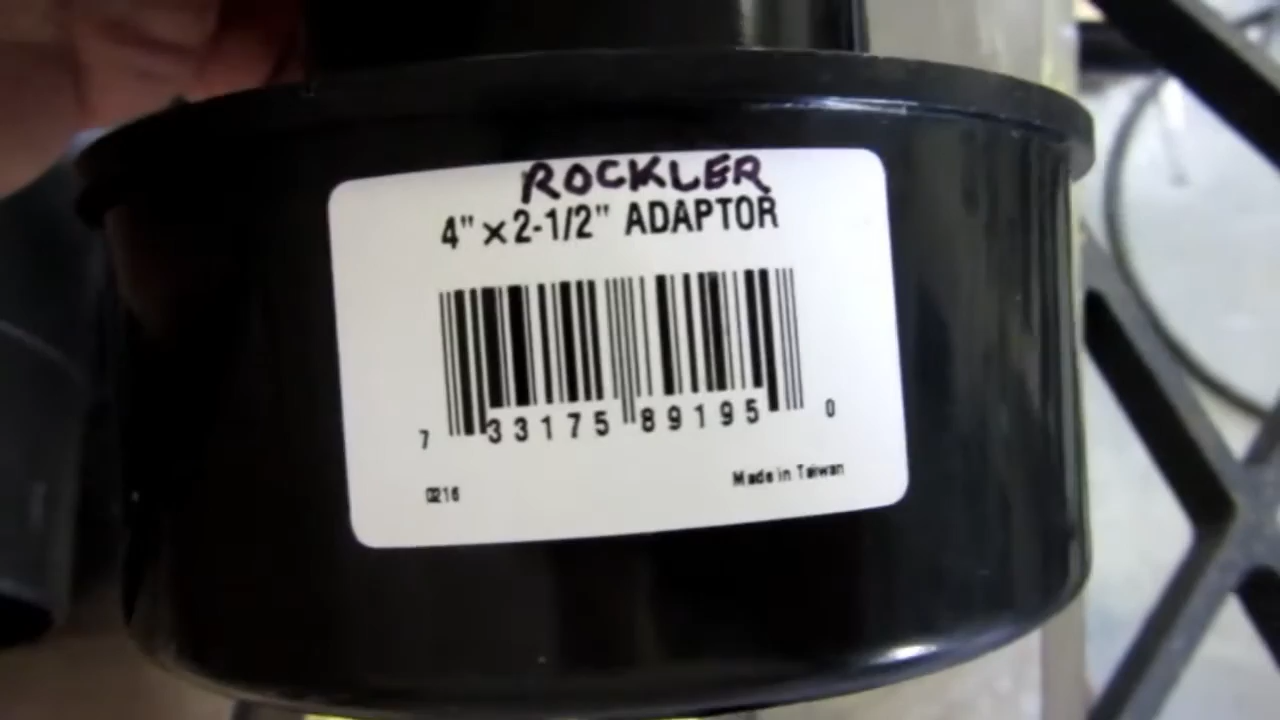 ROCKLER
4" x 2-1/2" ADAPTOR
7 33175 89195 0
0216
Made in Taiwan